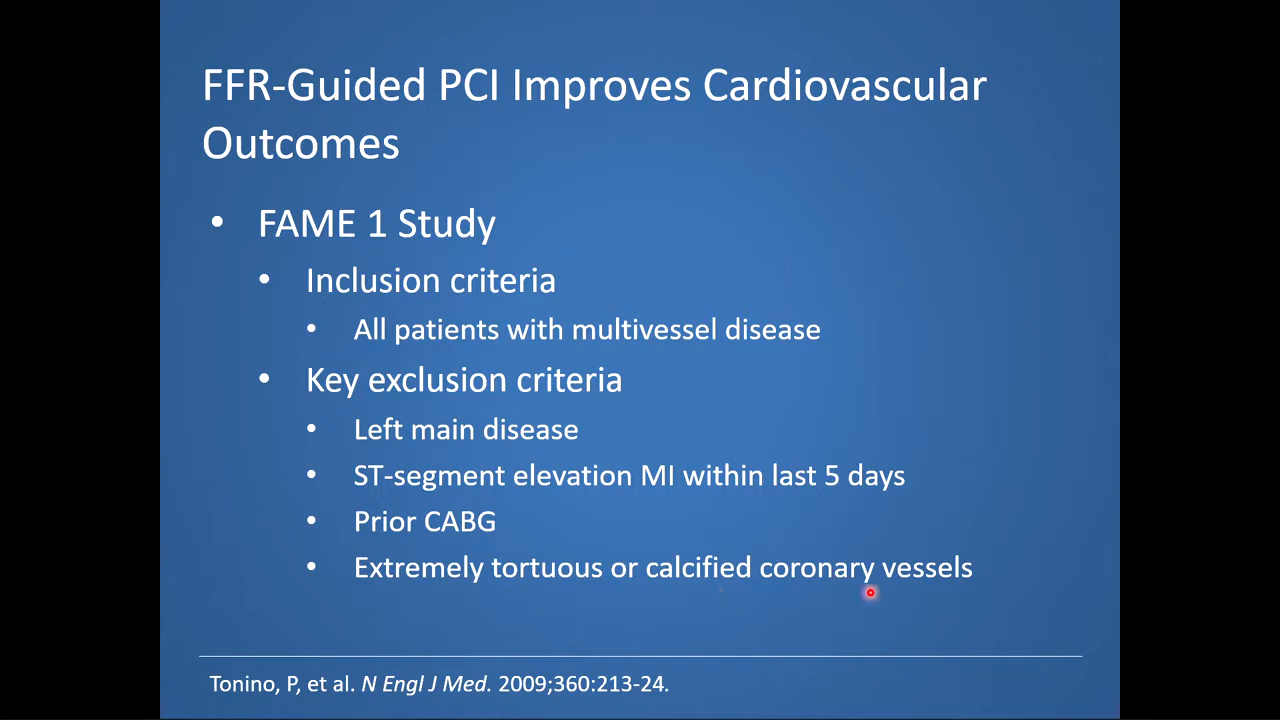 FFR-Guided PCI Improves Cardiovascular
Outcomes
• FAME 1 Study
• Inclusion criteria
• All patients with multivessel disease
• Key exclusion criteria
• Left main disease
• ST-segment elevation MI within last 5 days
• Prior CABG
• Extremely tortuous or calcified coronary vessels
Tonino, P, et al. N Engl J Med. 2009;360:213-24.